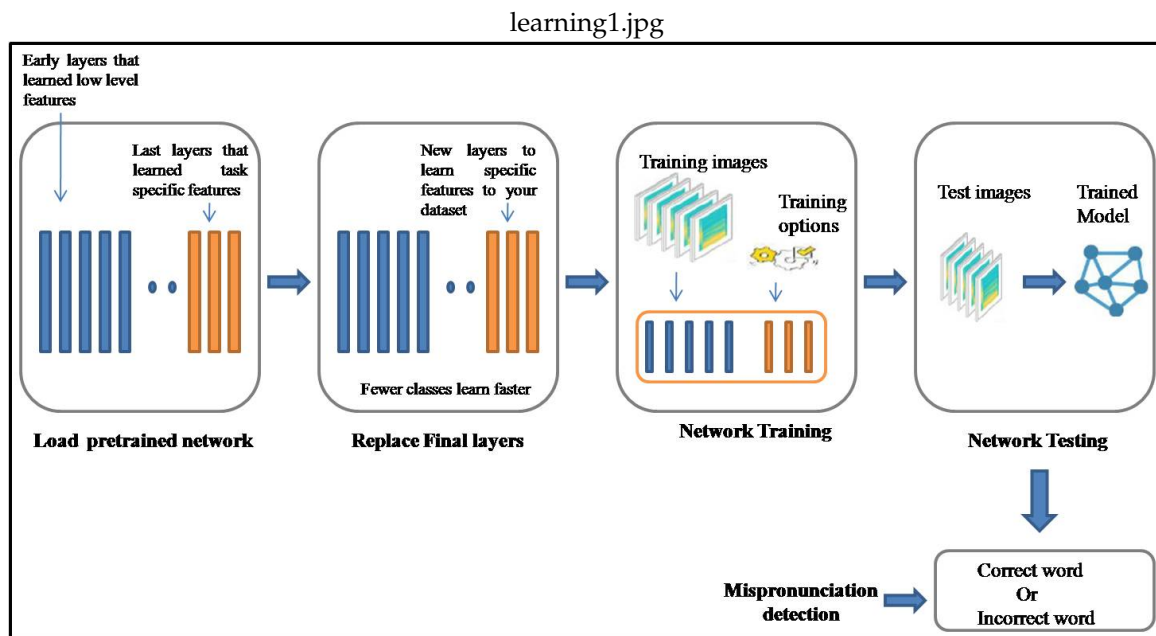 learning1.jpg
Early layers that
learned low level
features
Last layers that
learned task
specific features
Load pretrained network
New layers to
learn specific
features to your
dataset
Fewer classes learn faster
Replace Final layers
Training images
Training
options
Network Training
Test images
Trained
Model
Network Testing
Mispronunciation
detection
Correct word
Or
Incorrect word